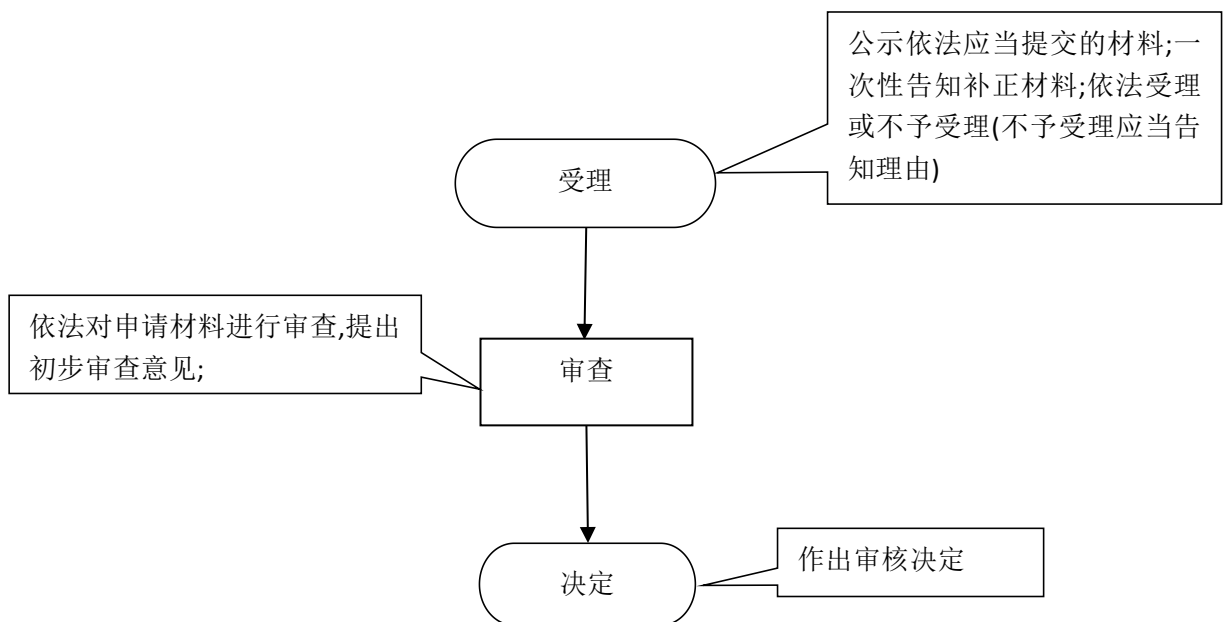 公示依法应当提交的材料;一
次性告知补正材料;依法受理
或不予受理(不予受理应当告
知理由)
受理
依法对申请材料进行审查,提出
初步审查意见;
审查
作出审核决定
决定